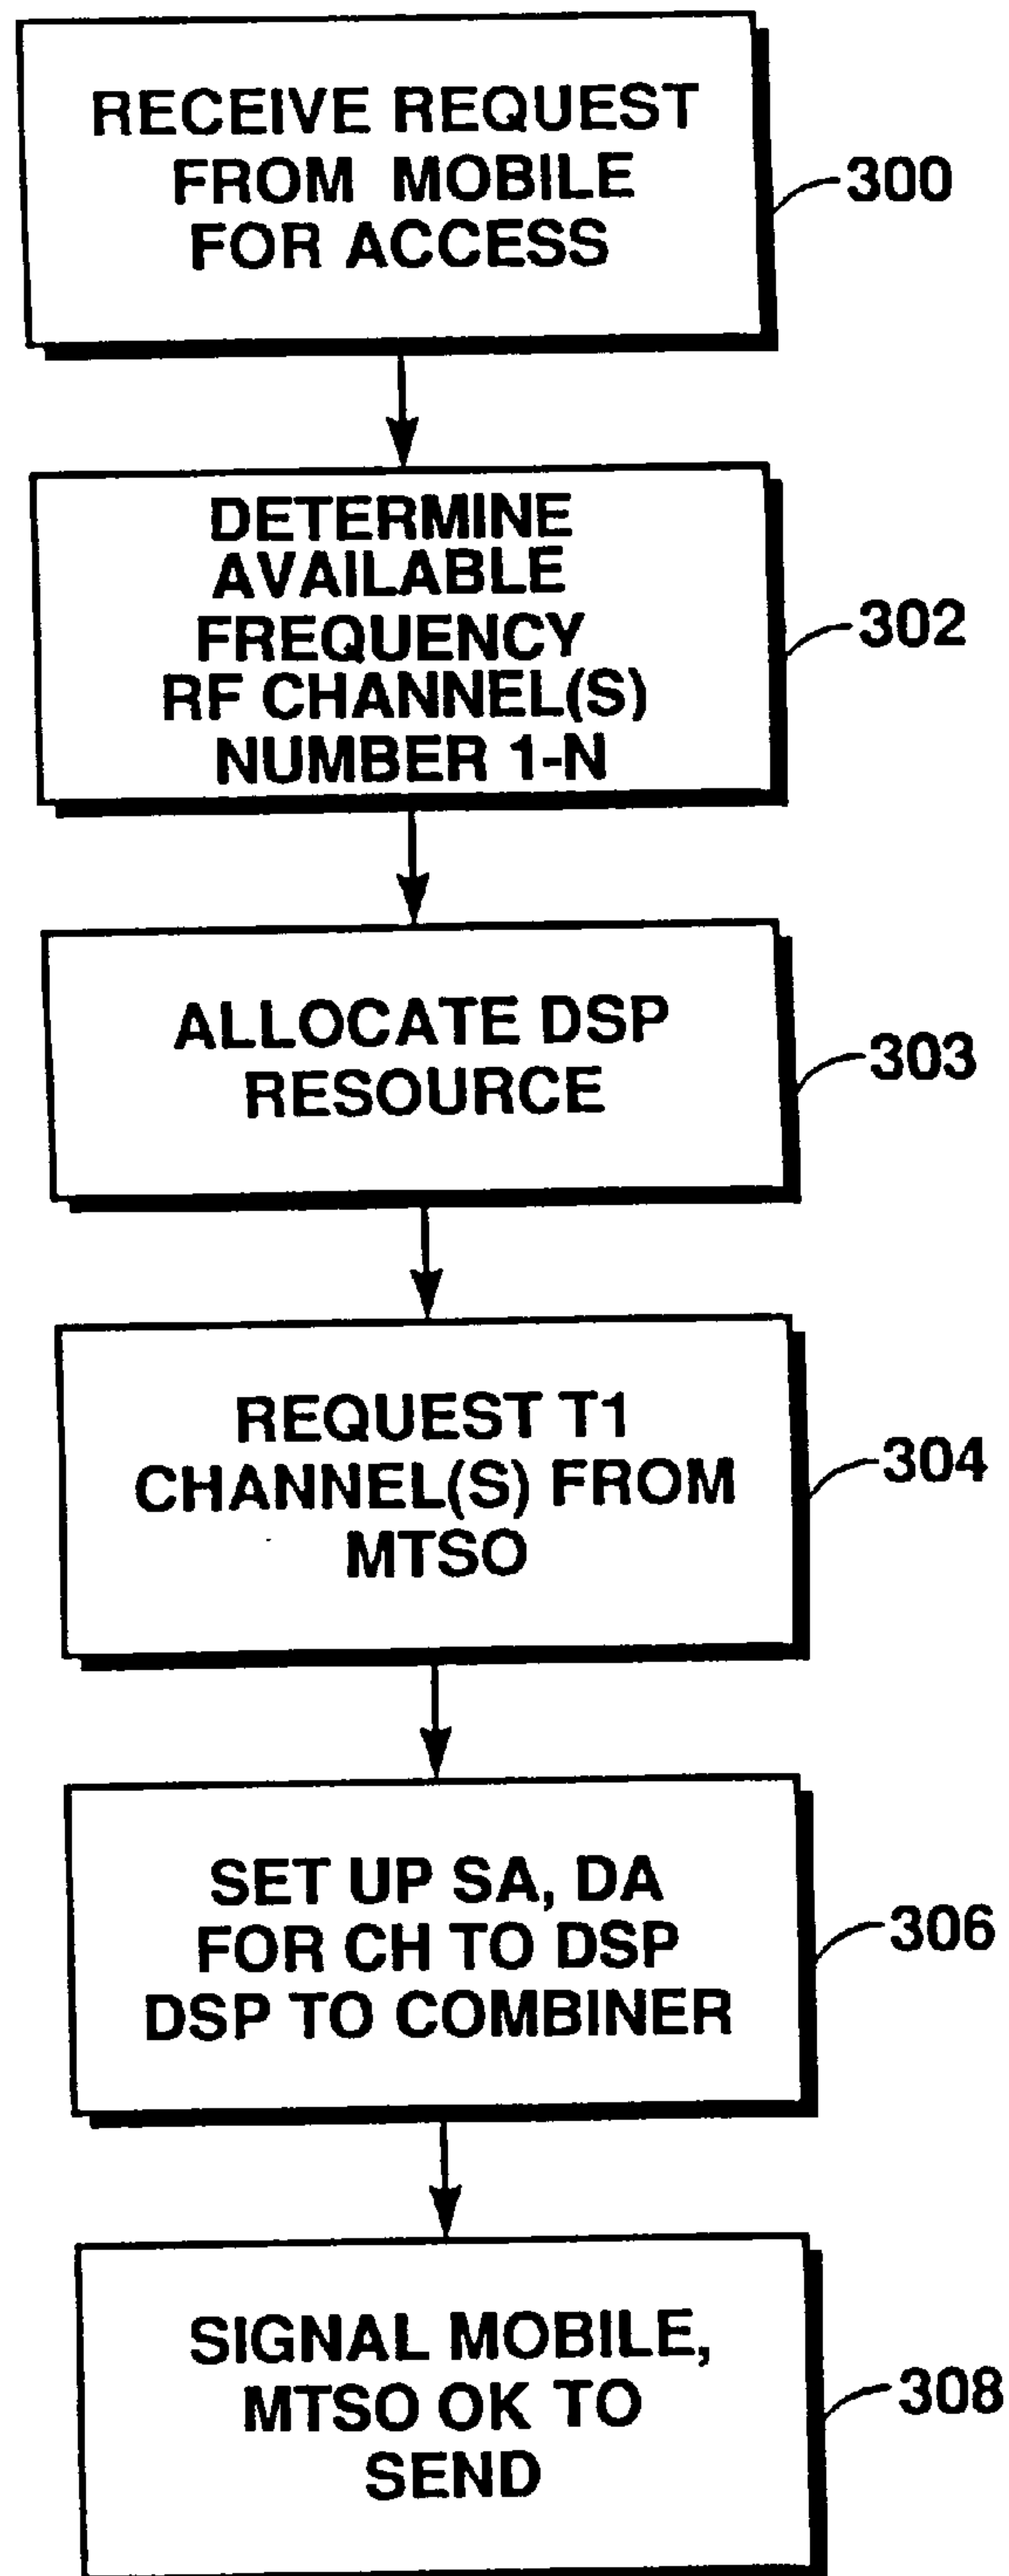 RECEIVE REQUEST
FROM MOBILE
FOR ACCESS
300
DETERMINE
AVAILABLE
FREQUENCY
RF CHANNEL(S)
NUMBER 1-N
302
ALLOCATE DSP
RESOURCE
303
REQUEST T1
CHANNEL(S) FROM
MTSO
304
SET UP SA, DA
FOR CH TO DSP
DSP TO COMBINER
306
SIGNAL MOBILE,
MTSO OK TO
SEND
308